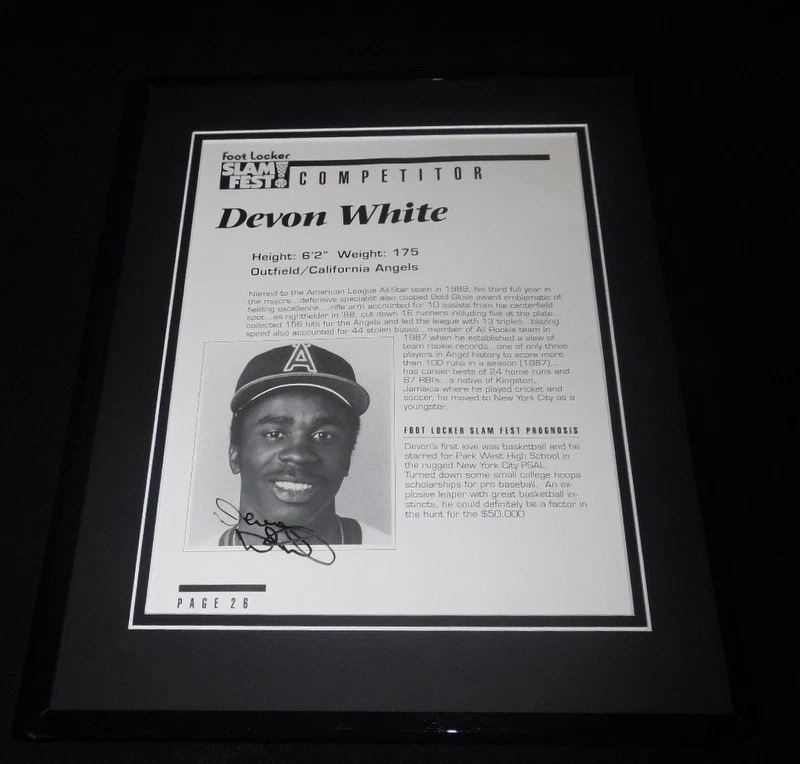 Foot Locker
SLAM
FEST!
COMPETITOR
Devon White
Height: 6'2" Weight: 175
Outfield/California Angels
Named to the American League All-Star team in 1989, his third full year in
the majors...defensive specialist also copped Gold Glove award emblematic of
fielding excellence....rifle arm accounted for 10 assists from his centerfield
spot...as rightfielder in '88, cut down 16 runners including five at the plate...
collected 156 hits for the Angels and led the league with 13 triples...blazing
speed also accounted for 44 stolen bases...member of All Rookie team in
1987 when he established a slew of
team rookie records...one of only three
players in Angel history to score more
than 100 runs in a season (1987)....
has career bests of 24 home runs and
87 RBI's...a native of Kingston,
Jamaica where he played cricket and
soccer, he moved to New York City as a
youngster.
FOOT LOCKER SLAM FEST PROGNOSIS
Devon's first love was basketball and he
starred for Park West High School in
the rugged New York City PSAL.
Turned down some small college hoops
scholarships for pro baseball. An ex-
plosive leaper with great basketball in-
stincts, he could definitely be a factor in
the hunt for the $50,000
A
Devon
White
PAGE 26